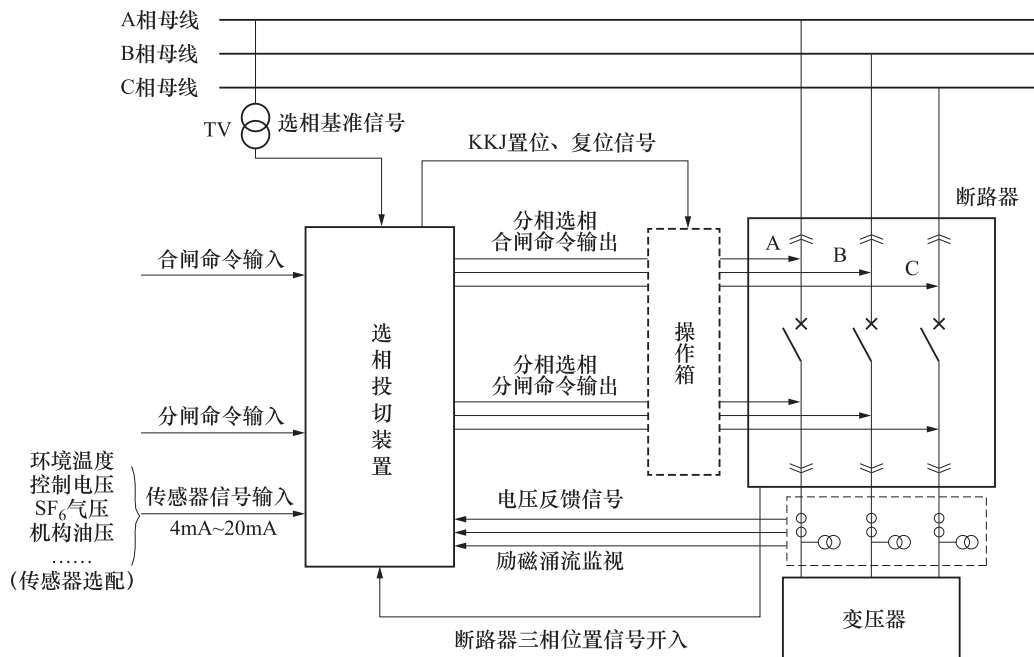 A相母线
B相母线
C相母线
TV
选相基准信号
KKJ置位、复位信号
断路器
分相选相
合闸命令输出
A
B
C
合闸命令输入
选相投切装置
操作箱
分相选相
分闸命令输出
分闸命令输入
环境温度
控制电压
SF₆气压
机构油压
……
(传感器选配)
传感器信号输入
4mA~20mA
电压反馈信号
励磁涌流监视
变压器
断路器三相位置信号开入